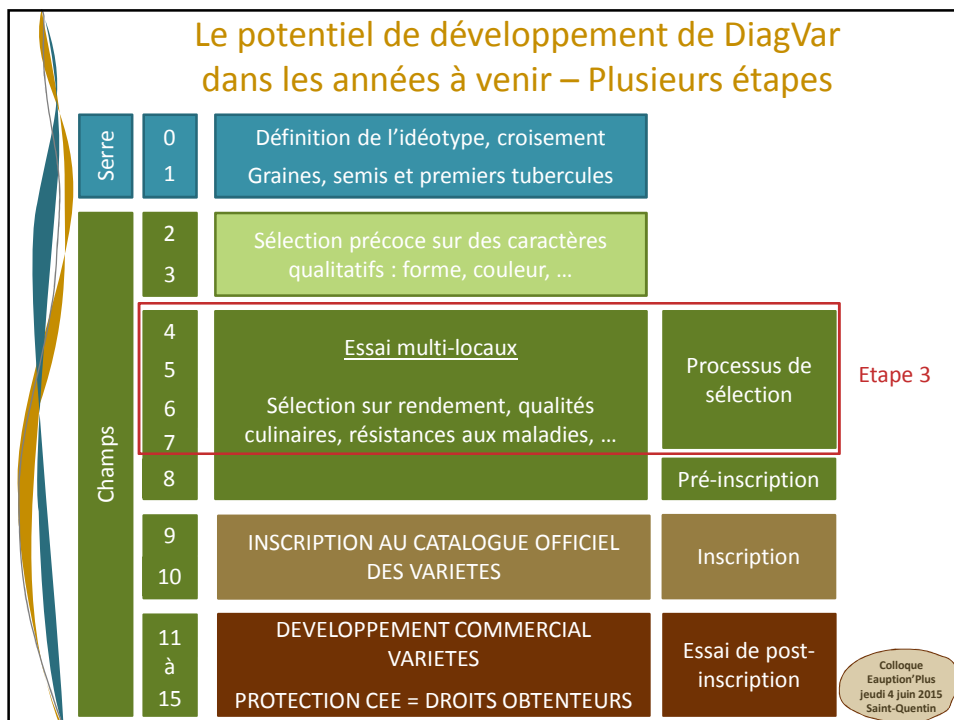 Le potentiel de développement de DiagVar
dans les années à venir – Plusieurs étapes
Serre
0
1
Définition de l'idéotype, croisement
Graines, semis et premiers tubercules
Champs
2
3
Sélection précoce sur des caractères
qualitatifs : forme, couleur, …
4
5
6
7
8
Essai multi-locaux
Sélection sur rendement, qualités
culinaires, résistances aux maladies, …
Processus de
sélection
Etape 3
Pré-inscription
9
10
INSCRIPTION AU CATALOGUE OFFICIEL
DES VARIETES
Inscription
11
à
15
DEVELOPPEMENT COMMERCIAL
VARIETES
PROTECTION CEE = DROITS OBTENTEURS
Essai de post-
inscription
Colloque
Eauption'Plus
jeudi 4 juin 2015
Saint-Quentin